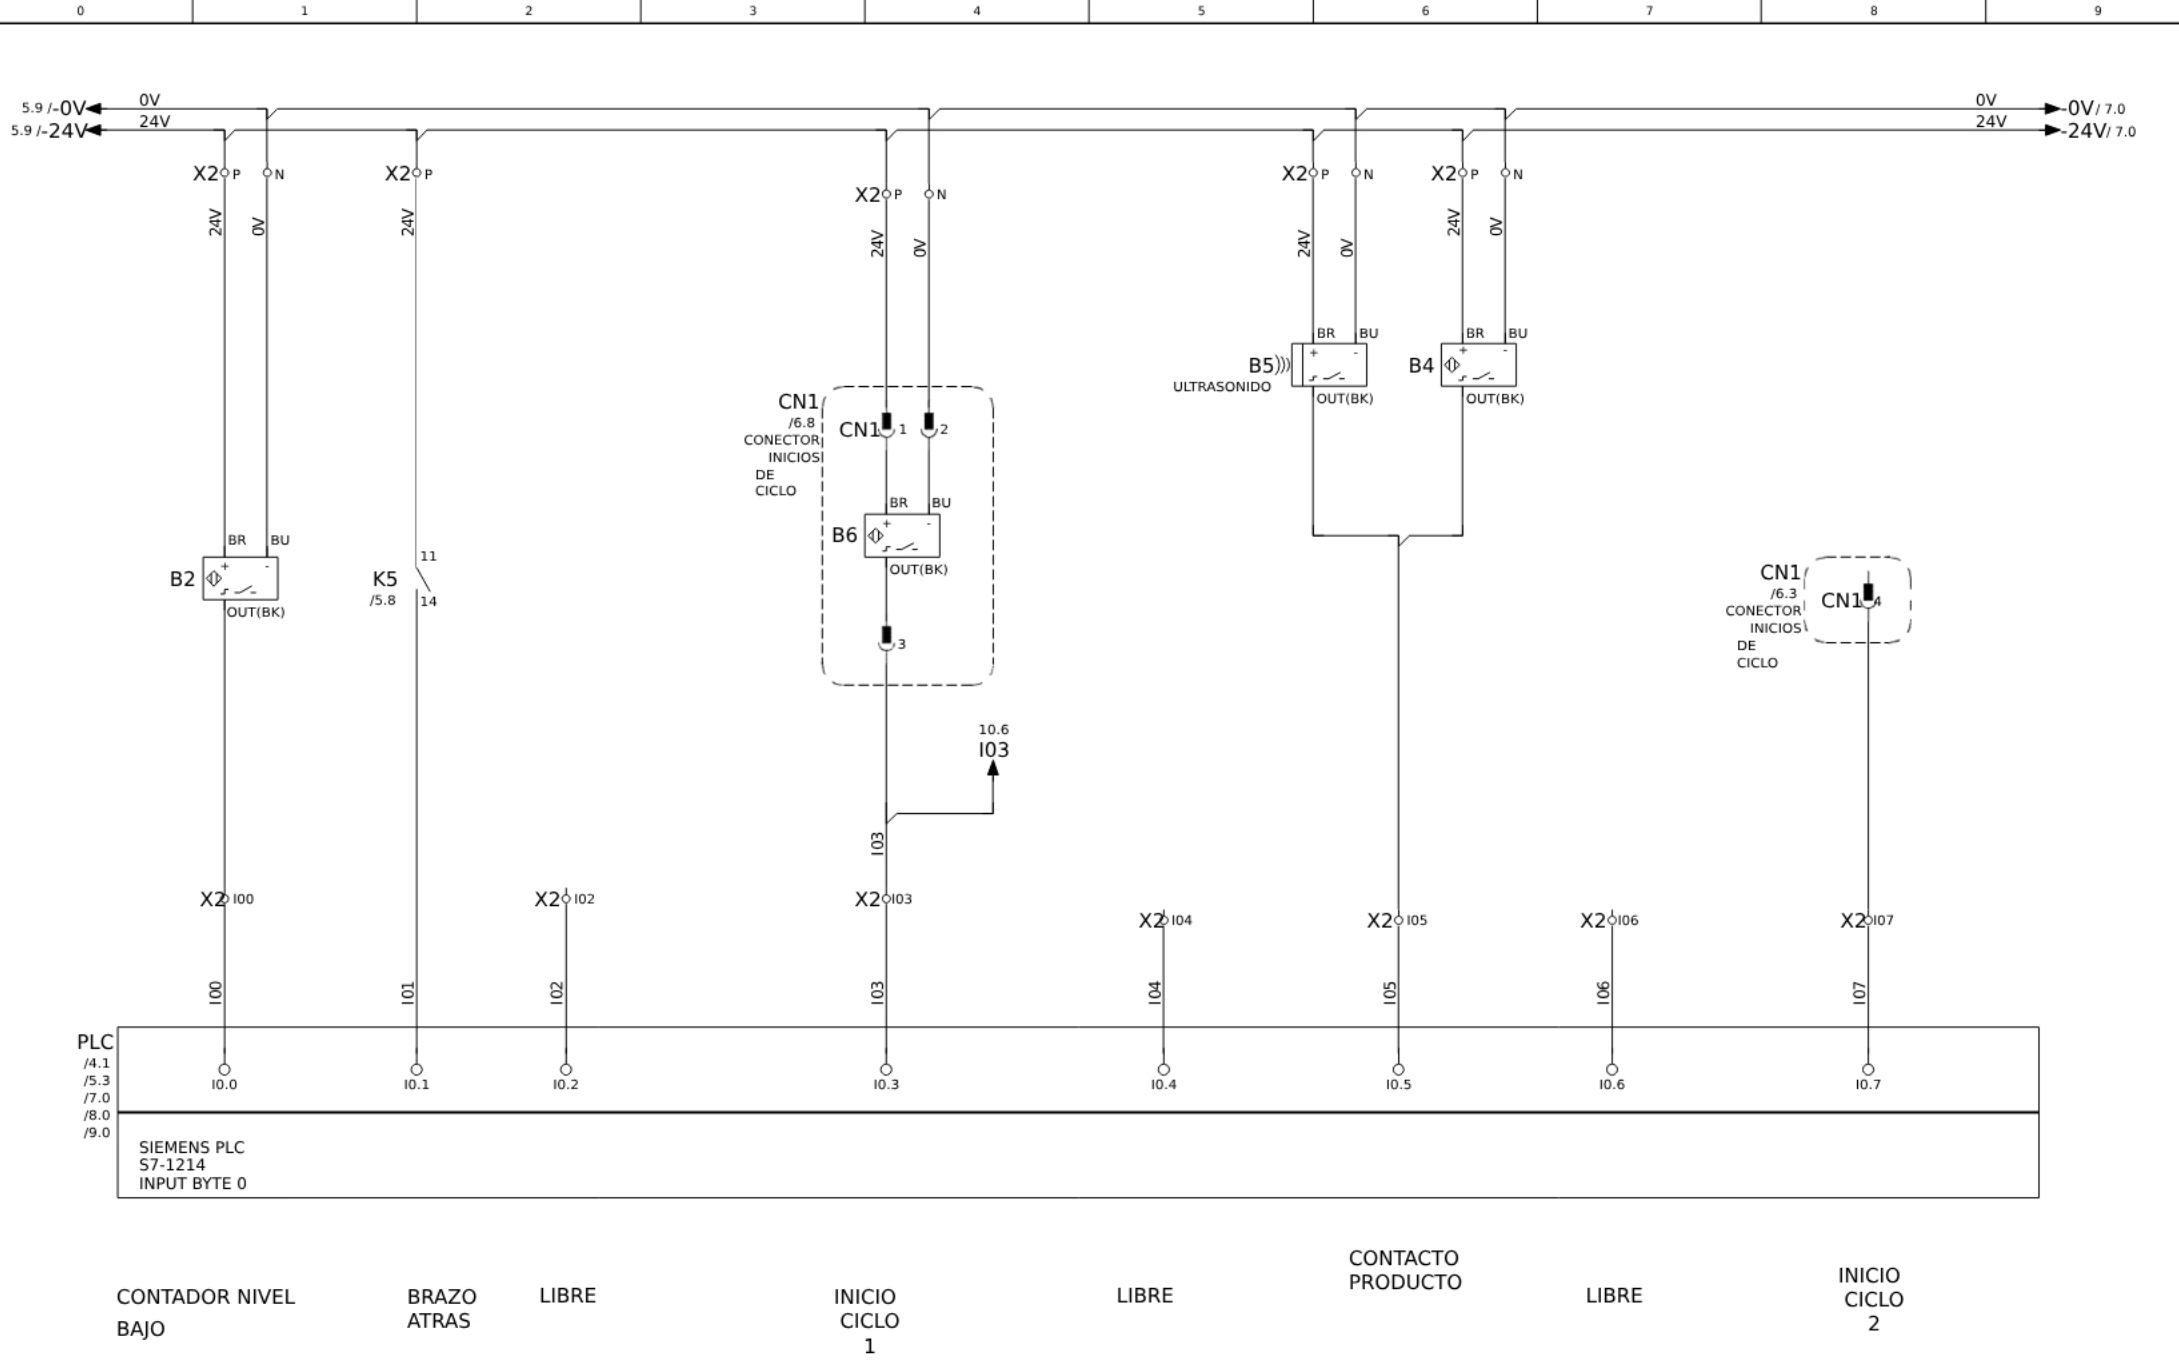 0 1 2 3 4 5 6 7 8 9
5.9 /-0V 0V 0V -0V/ 7.0
5.9 /-24V 24V 24V -24V/ 7.0
X2 P N X2 P X2 P N X2 P N
X2 P N
24V 0V 24V 24V 0V
24V 0V 24V 0V
BR BU BR BU
B5 B4
ULTRASONIDO
OUT(BK) OUT(BK)
CN1
/6.8
CONECTOR
INICIOS
DE
CICLO
CN1 1 2
BR BU
B6
OUT(BK)
3
BR BU
B2
OUT(BK)
11
K5
/5.8
14
CN1
/6.3
CONECTOR
INICIOS
DE
CICLO
CN1 4
10.6
I03
I03
X2 I00 X2 I02 X2 I03
X2 I04 X2 I05 X2 I06 X2 I07
I00 I01 I02 I03 I04 I05 I06 I07
PLC
/4.1
/5.3
/7.0
/8.0
/9.0
I0.0 I0.1 I0.2 I0.3 I0.4 I0.5 I0.6 I0.7
SIEMENS PLC
S7-1214
INPUT BYTE 0
CONTADOR NIVEL
BAJO
BRAZO
ATRAS
LIBRE
INICIO
CICLO
1
LIBRE
CONTACTO
PRODUCTO
LIBRE
INICIO
CICLO
2